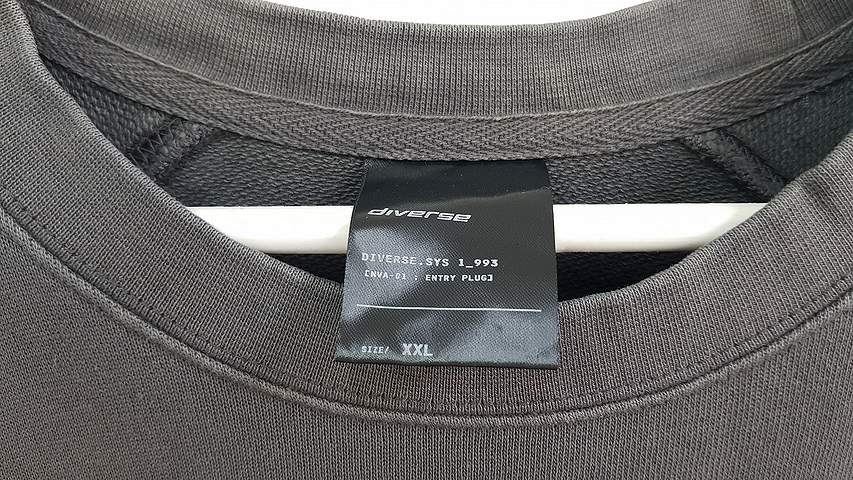 diverse
DIVERSE.SYS 1_993
[NVA-01 : ENTRY PLUG]
SIZE/ XXL